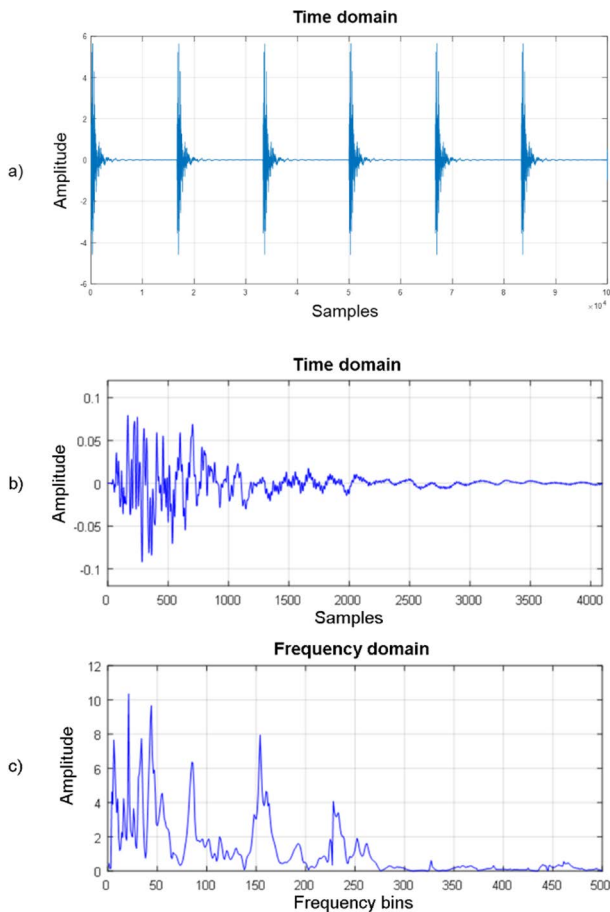 Time domain
6
4
2
0
-2
-4
-6
Amplitude
a)
0 1 2 3 4 5 6 7 8 9 10
×10⁴
Samples
Time domain
0.1
0.05
0
-0.05
-0.1
Amplitude
b)
0 500 1000 1500 2000 2500 3000 3500 4000
Samples
Frequency domain
12
10
8
6
4
2
0
Amplitude
c)
0 50 100 150 200 250 300 350 400 450 500
Frequency bins